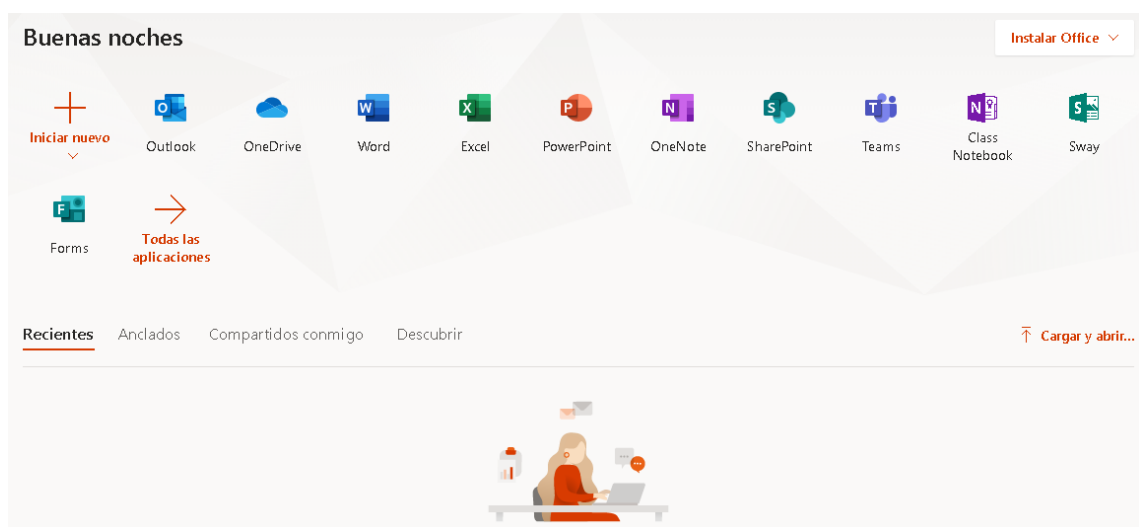 Buenas noches
Instalar Office
Iniciar nuevo
Outlook
OneDrive
Word
Excel
PowerPoint
OneNote
SharePoint
Teams
Class
Notebook
Sway
Forms
Todas las
aplicaciones
Recientes Anclados Compartidos conmigo Descubrir
Cargar y abrir...